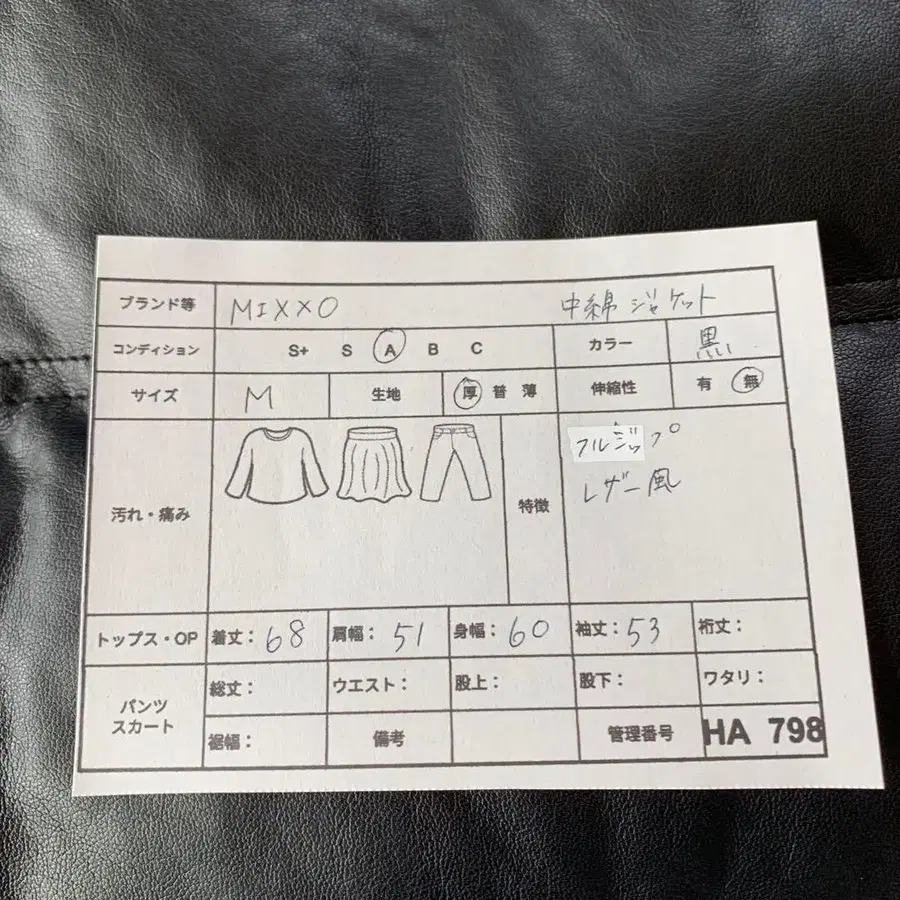 ブランド等 MIXXO 中綿 ジャケット
コンディション S+ S A B C カラー 黒
サイズ M 生地 厚 普 薄 伸縮性 有 無
汚れ・痛み 特徴 フルジップ
レザー風
トップス・OP 着丈: 68 肩幅: 51 身幅: 60 袖丈: 53 裄丈:
パンツ スカート 総丈: ウエスト: 股上: 股下: ワタリ:
裾幅: 備考 管理番号 HA 798